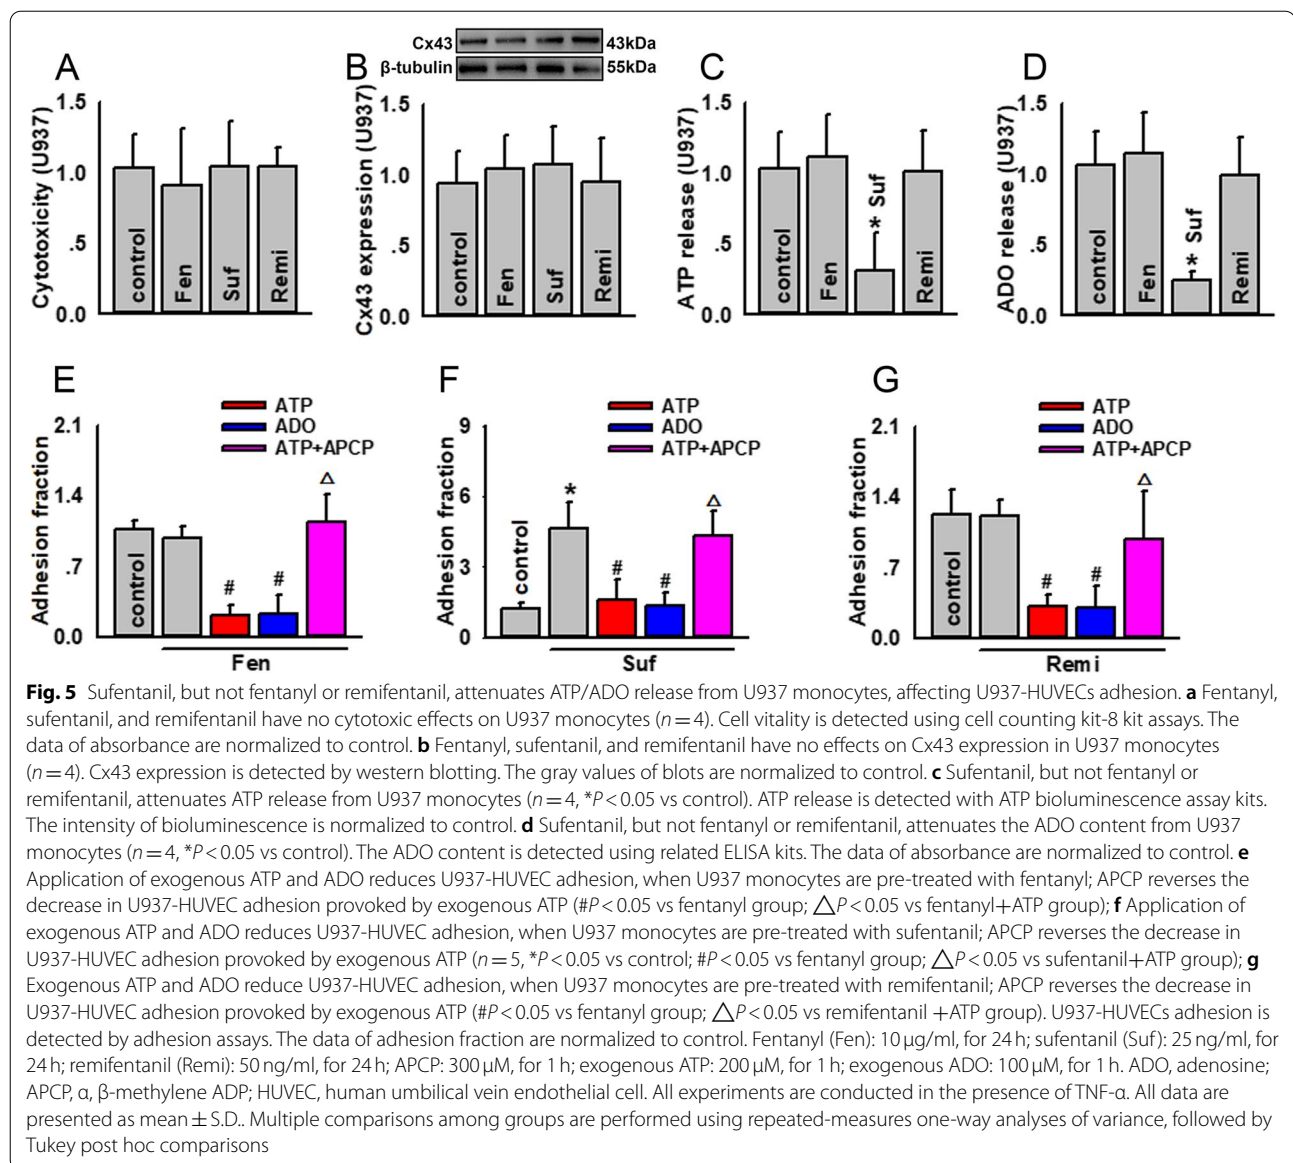 Cx43
43kDa
β-tubulin
55kDa
A
Cytotoxicity (U937)
1.5
1.0
.5
0.0
control
Fen
Suf
Remi
B
Cx43 expression (U937)
1.5
1.0
.5
0.0
control
Fen
Suf
Remi
C
ATP release (U937)
1.5
1.0
.5
0.0
control
Fen
* Suf
Remi
D
ADO release (U937)
1.5
1.0
.5
0.0
control
Fen
* Suf
Remi
E
ATP
ADO
ATP+APCP
Adhesion fraction
2.1
1.4
.7
0.0
control
#
#
△
Fen
F
ATP
ADO
ATP+APCP
Adhesion fraction
9
6
3
0
control
*
#
#
△
Suf
G
ATP
ADO
ATP+APCP
Adhesion fraction
2.1
1.4
.7
0.0
control
#
#
△
Remi
Fig. 5 Sufentanil, but not fentanyl or remifentanil, attenuates ATP/ADO release from U937 monocytes, affecting U937-HUVECs adhesion. a Fentanyl,
sufentanil, and remifentanil have no cytotoxic effects on U937 monocytes (n = 4). Cell vitality is detected using cell counting kit-8 kit assays. The
data of absorbance are normalized to control. b Fentanyl, sufentanil, and remifentanil have no effects on Cx43 expression in U937 monocytes
(n = 4). Cx43 expression is detected by western blotting. The gray values of blots are normalized to control. c Sufentanil, but not fentanyl or
remifentanil, attenuates ATP release from U937 monocytes (n = 4, *P < 0.05 vs control). ATP release is detected with ATP bioluminescence assay kits.
The intensity of bioluminescence is normalized to control. d Sufentanil, but not fentanyl or remifentanil, attenuates the ADO content from U937
monocytes (n = 4, *P < 0.05 vs control). The ADO content is detected using related ELISA kits. The data of absorbance are normalized to control. e
Application of exogenous ATP and ADO reduces U937-HUVEC adhesion, when U937 monocytes are pre-treated with fentanyl; APCP reverses the
decrease in U937-HUVEC adhesion provoked by exogenous ATP (#P < 0.05 vs fentanyl group; △P < 0.05 vs fentanyl+ATP group); f Application of
exogenous ATP and ADO reduces U937-HUVEC adhesion, when U937 monocytes are pre-treated with sufentanil; APCP reverses the decrease in
U937-HUVEC adhesion provoked by exogenous ATP (n = 5, *P < 0.05 vs control; #P < 0.05 vs fentanyl group; △P < 0.05 vs sufentanil+ATP group); g
Exogenous ATP and ADO reduce U937-HUVEC adhesion, when U937 monocytes are pre-treated with remifentanil; APCP reverses the decrease in
U937-HUVEC adhesion provoked by exogenous ATP (#P < 0.05 vs fentanyl group; △P < 0.05 vs remifentanil +ATP group). U937-HUVECs adhesion is
detected by adhesion assays. The data of adhesion fraction are normalized to control. Fentanyl (Fen): 10 μg/ml, for 24 h; sufentanil (Suf): 25 ng/ml, for
24 h; remifentanil (Remi): 50 ng/ml, for 24 h; APCP: 300 μM, for 1 h; exogenous ATP: 200 μM, for 1 h; exogenous ADO: 100 μM, for 1 h. ADO, adenosine;
APCP, α, β-methylene ADP; HUVEC, human umbilical vein endothelial cell. All experiments are conducted in the presence of TNF-α. All data are
presented as mean ± S.D.. Multiple comparisons among groups are performed using repeated-measures one-way analyses of variance, followed by
Tukey post hoc comparisons